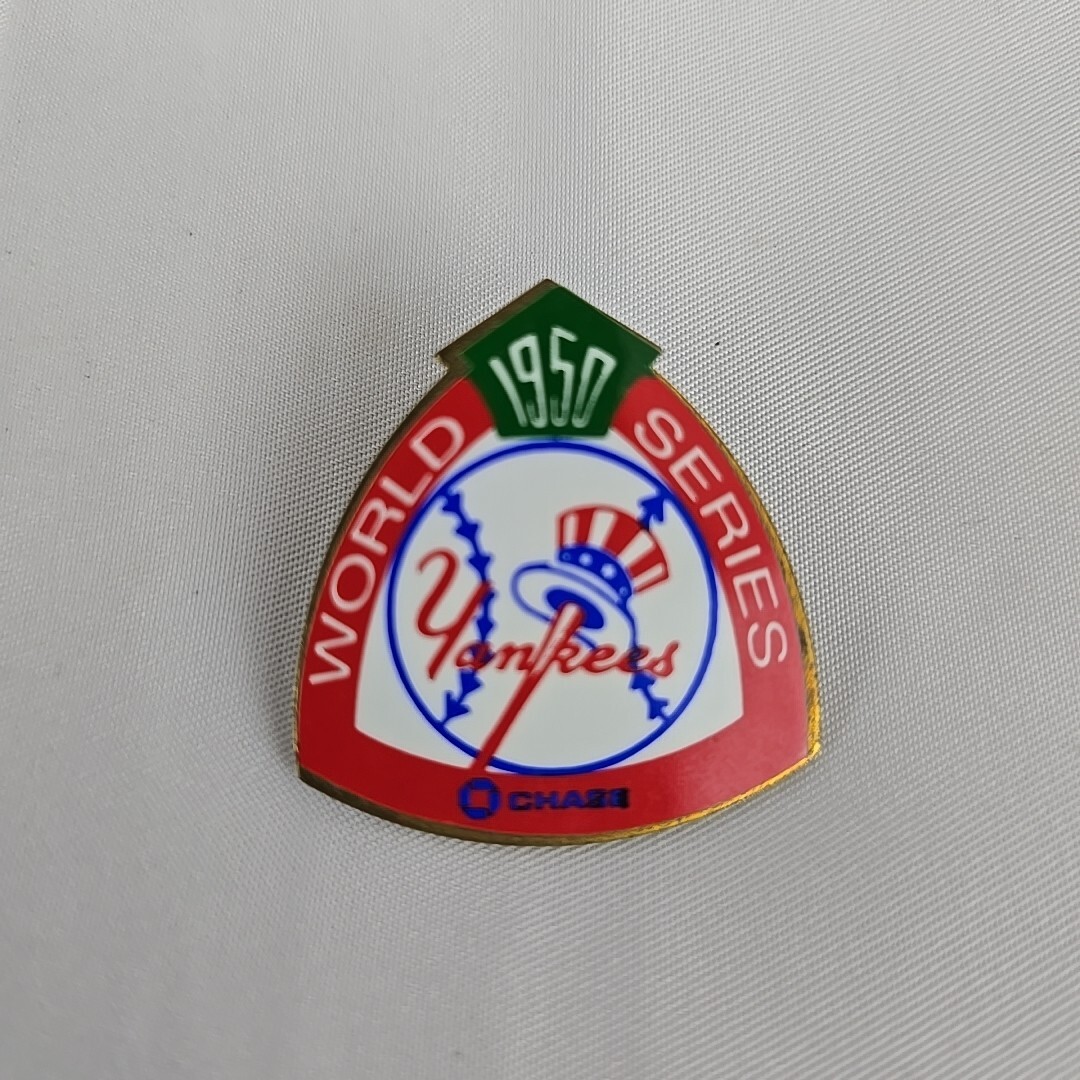 1950
WORLD SERIES
Yankees
CHASE